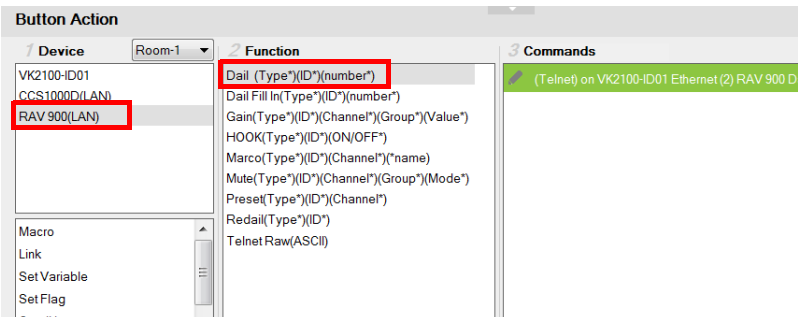 Button Action
1 Device Room-1
VK2100-ID01
CCS1000D(LAN)
RAV 900(LAN)
Macro
Link
Set Variable
Set Flag
2 Function
Dail (Type*)(ID*)(number*)
Dail Fill In(Type*)(ID*)(number*)
Gain(Type*)(ID*)(Channel*)(Group*)(Value*)
HOOK(Type*)(ID*)(ON/OFF*)
Marco(Type*)(ID*)(Channel*)(*name)
Mute(Type*)(ID*)(Channel*)(Group*)(Mode*)
Preset(Type*)(ID*)(Channel*)
Redail(Type*)(ID*)
Telnet Raw(ASCII)
3 Commands
(Telnet) on VK2100-ID01 Ethernet (2) RAV 900 D